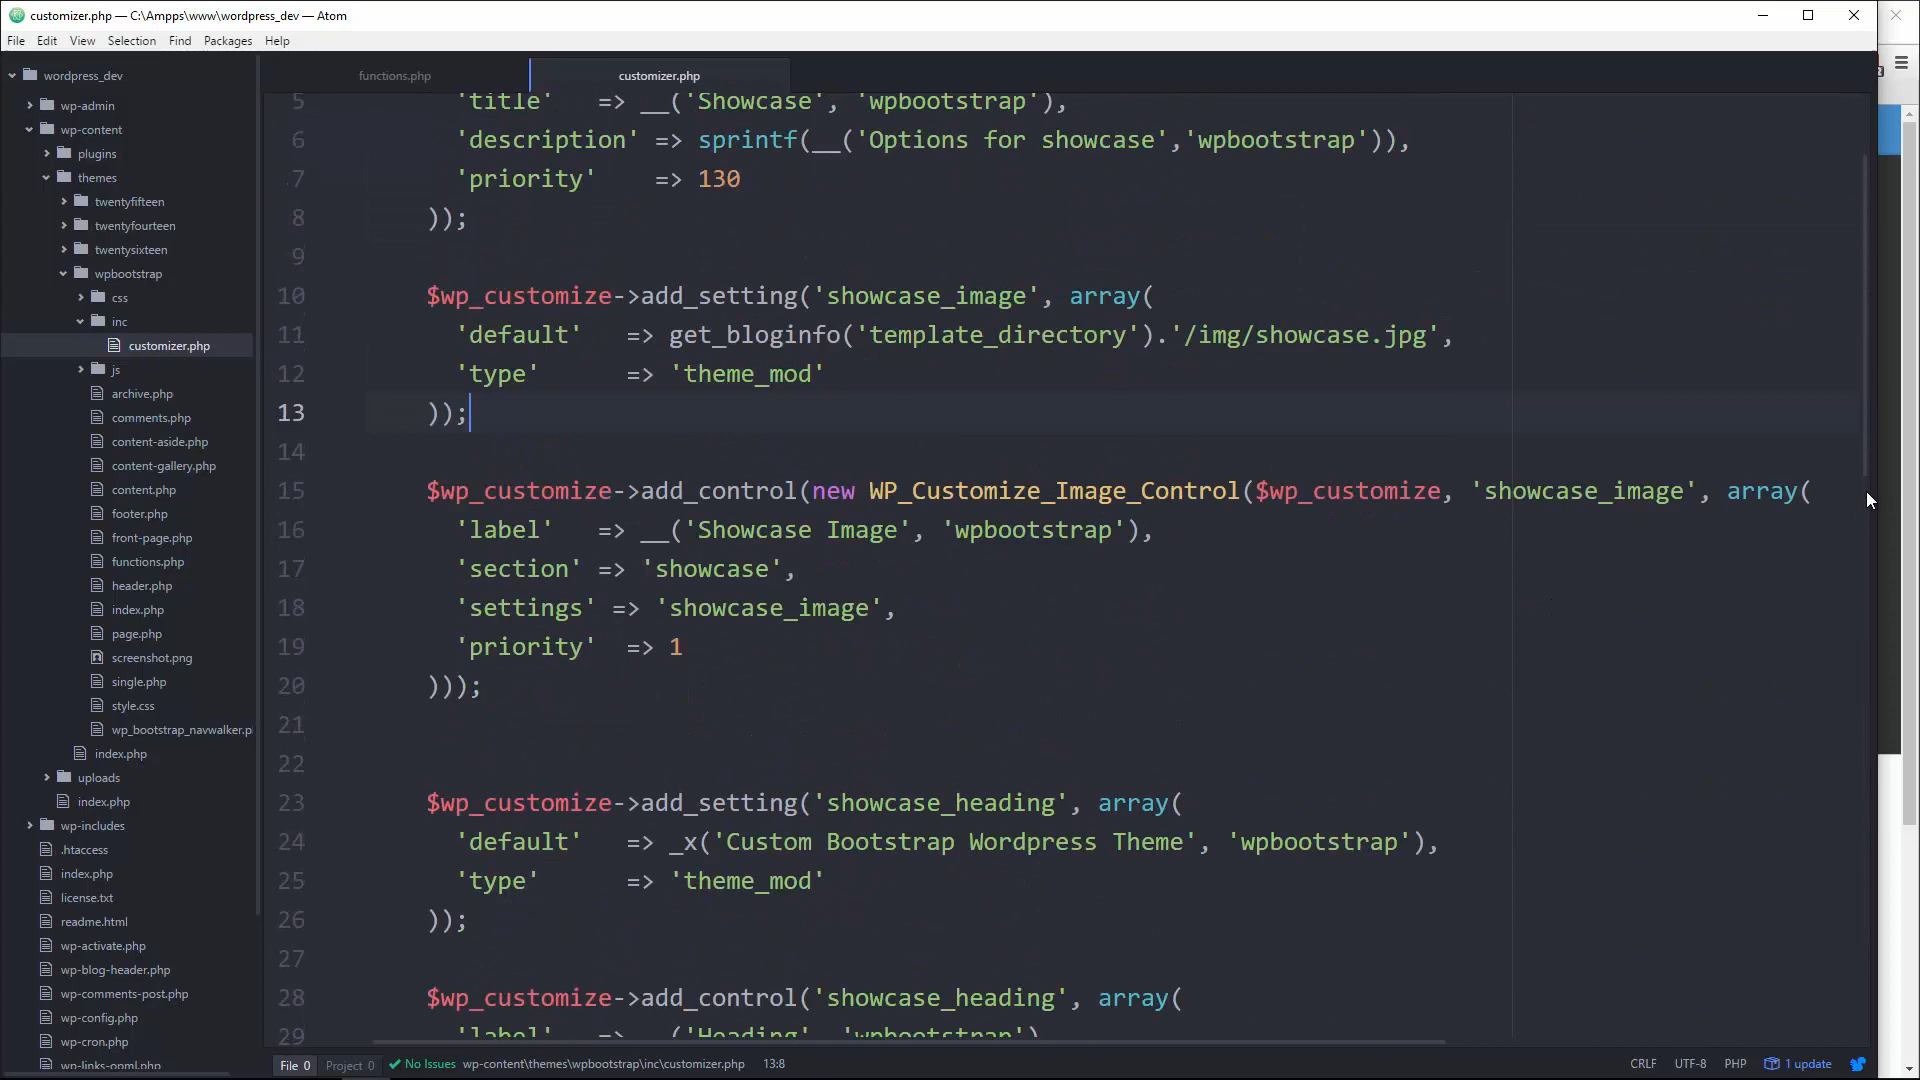 customizer.php — C:\Ampps\www\wordpress_dev — Atom
File Edit View Selection Find Packages Help
wordpress_dev
wp-admin
wp-content
plugins
themes
twentyfifteen
twentyfourteen
twentysixteen
wpbootstrap
css
inc
customizer.php
js
archive.php
comments.php
content-aside.php
content-gallery.php
content.php
footer.php
front-page.php
functions.php
header.php
index.php
page.php
screenshot.png
single.php
style.css
wp_bootstrap_navwalker.p
index.php
uploads
index.php
wp-includes
.htaccess
index.php
license.txt
readme.html
wp-activate.php
wp-blog-header.php
wp-comments-post.php
wp-config.php
wp-cron.php
wp-links-opml.php
functions.php customizer.php
5 'title' => __('Showcase', 'wpbootstrap'),
6 'description' => sprintf(__('Options for showcase','wpbootstrap')),
7 'priority' => 130
8 ));
9
10 $wp_customize->add_setting('showcase_image', array(
11 'default' => get_bloginfo('template_directory').'/img/showcase.jpg',
12 'type' => 'theme_mod'
13 ));
14
15 $wp_customize->add_control(new WP_Customize_Image_Control($wp_customize, 'showcase_image', array(
16 'label' => __('Showcase Image', 'wpbootstrap'),
17 'section' => 'showcase',
18 'settings' => 'showcase_image',
19 'priority' => 1
20 )));
21
22
23 $wp_customize->add_setting('showcase_heading', array(
24 'default' => _x('Custom Bootstrap Wordpress Theme', 'wpbootstrap'),
25 'type' => 'theme_mod'
26 ));
27
28 $wp_customize->add_control('showcase_heading', array(
29 'label' => __('Heading', 'wpbootstrap'),
File 0 Project 0 No Issues wp-content\themes\wpbootstrap\inc\customizer.php 13:8 CRLF UTF-8 PHP 1 update